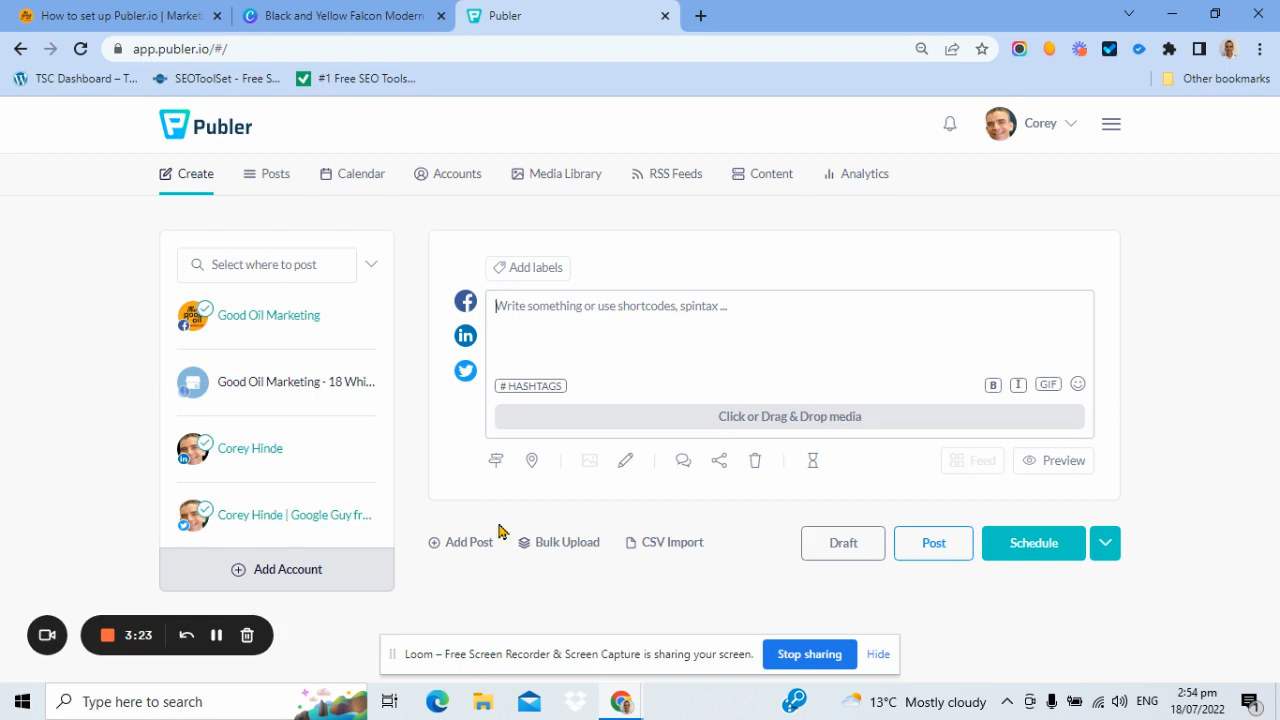 How to set up Publer.io | Market
Black and Yellow Falcon Modern
Publer
app.publer.io/#/
TSC Dashboard – T...
SEOToolSet - Free S...
#1 Free SEO Tools...
Other bookmarks
Publer
Corey
Create
Posts
Calendar
Accounts
Media Library
RSS Feeds
Content
Analytics
Select where to post
Good Oil Marketing
Good Oil Marketing - 18 Whi...
Corey Hinde
Corey Hinde | Google Guy fr...
Add Account
Add labels
Write something or use shortcodes, spintax ...
# HASHTAGS
B I GIF
Click or Drag & Drop media
Feed
Preview
Add Post
Bulk Upload
CSV Import
Draft
Post
Schedule
3:23
Loom – Free Screen Recorder & Screen Capture is sharing your screen.
Stop sharing
Hide
Type here to search
13°C Mostly cloudy
ENG
2:54 pm
18/07/2022